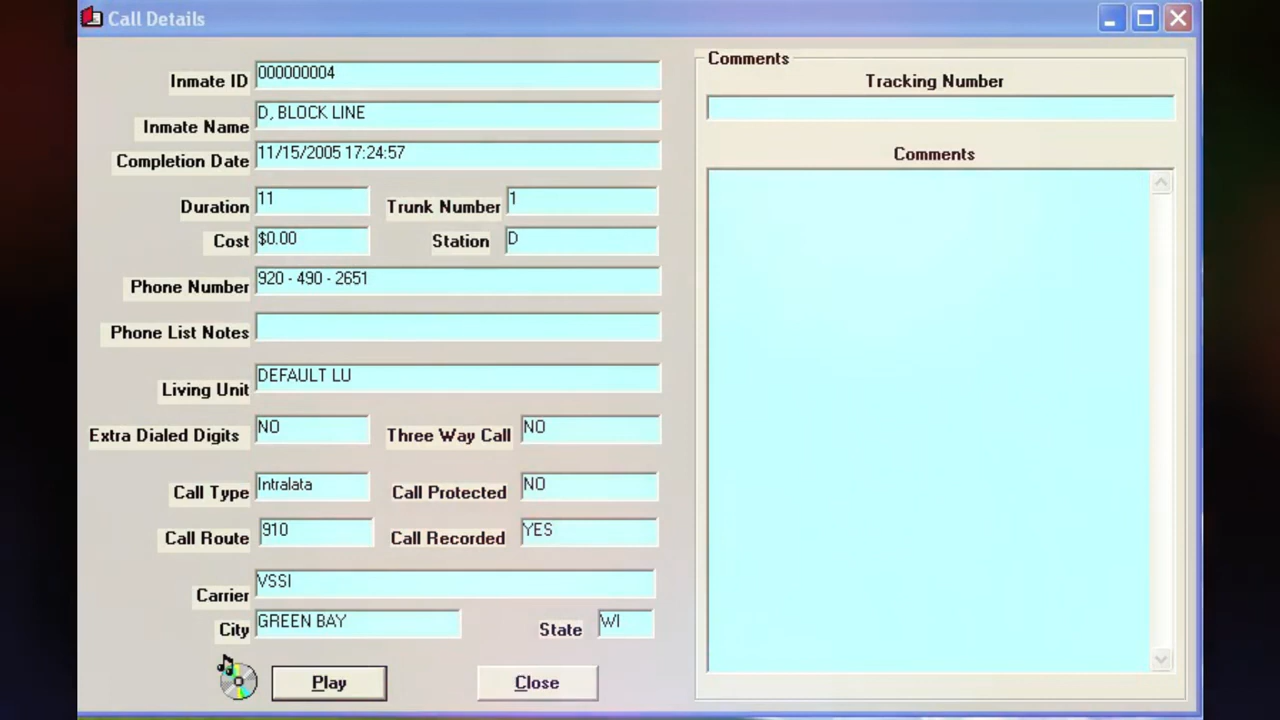 Call Details
Inmate ID 000000004
Inmate Name D, BLOCK LINE
Completion Date 11/15/2005 17:24:57
Duration 11 Trunk Number 1
Cost $0.00 Station D
Phone Number 920 - 490 - 2651
Phone List Notes
Living Unit DEFAULT LU
Extra Dialed Digits NO Three Way Call NO
Call Type Intralata Call Protected NO
Call Route 910 Call Recorded YES
Carrier VSSI
City GREEN BAY State WI
Play Close
Comments
Tracking Number
Comments